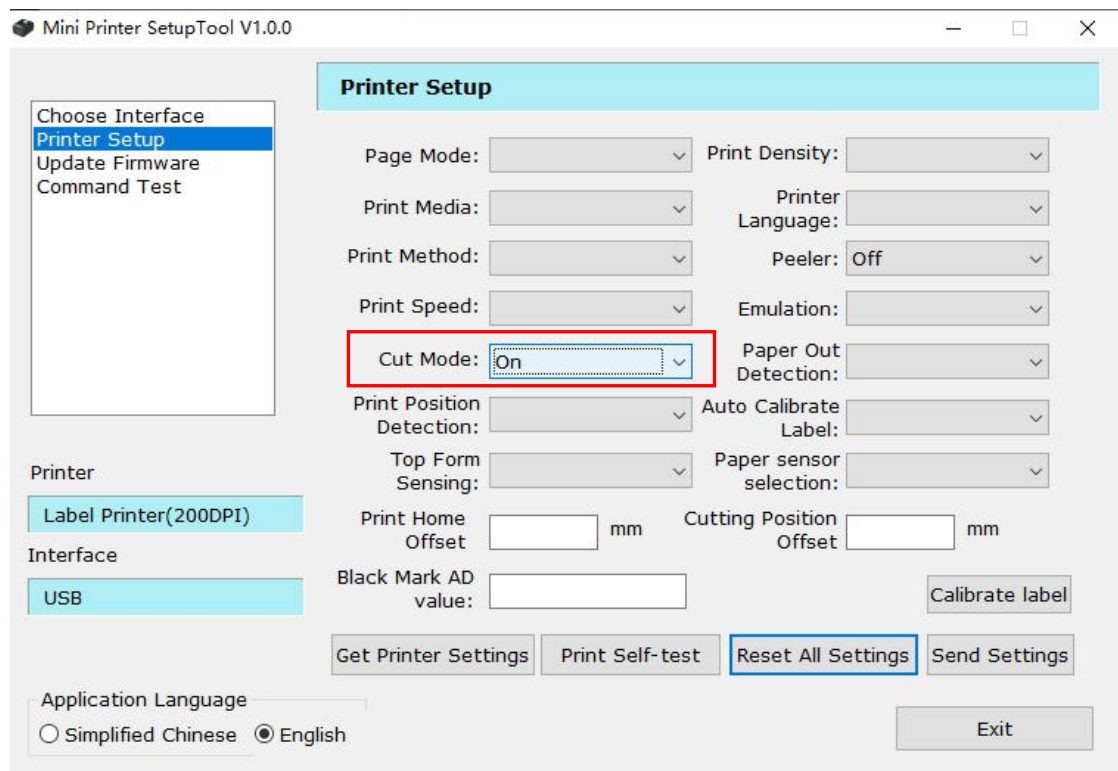 Mini Printer SetupTool V1.0.0
Choose Interface
Printer Setup
Update Firmware
Command Test
Printer
Label Printer(200DPI)
Interface
USB
Application Language
Simplified Chinese
English
Printer Setup
Page Mode:
Print Density:
Print Media:
Printer
Language:
Print Method:
Peeler: Off
Print Speed:
Emulation:
Cut Mode: On
Paper Out
Detection:
Print Position
Detection:
Auto Calibrate
Label:
Top Form
Sensing:
Paper sensor
selection:
Print Home
Offset
mm
Cutting Position
Offset
mm
Black Mark AD
value:
Calibrate label
Get Printer Settings
Print Self-test
Reset All Settings
Send Settings
Exit